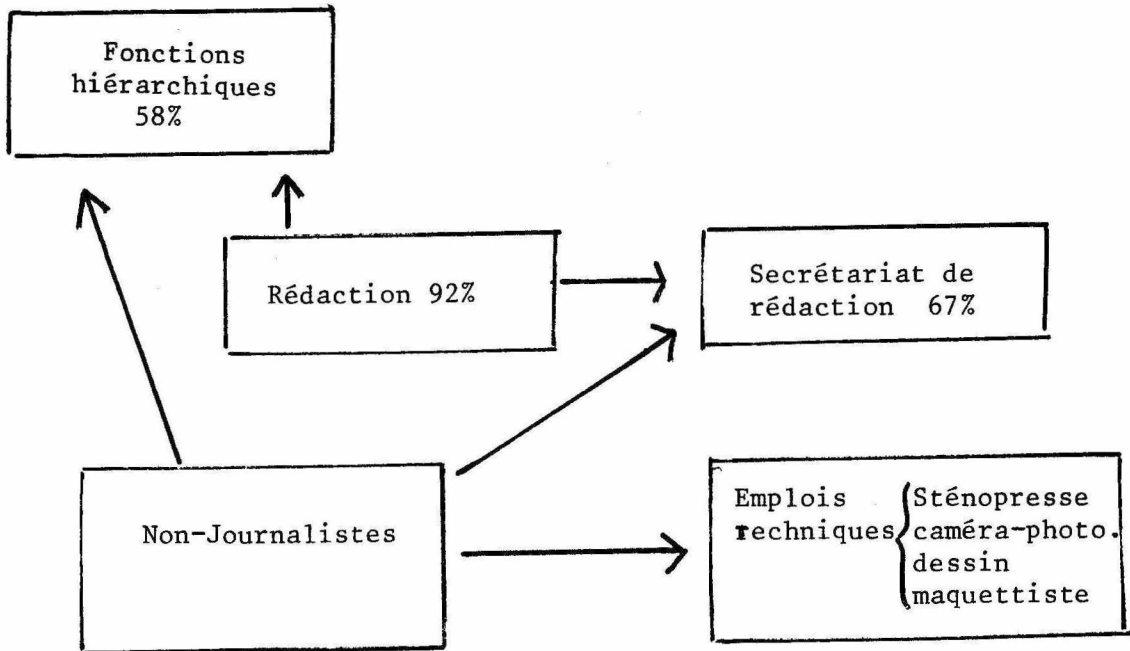 Fonctions
hiérarchiques
58%
Rédaction 92%
Secrétariat de
rédaction 67%
Non-Journalistes
Emplois
techniques
Sténopresse
caméra-photo.
dessin
maquettiste